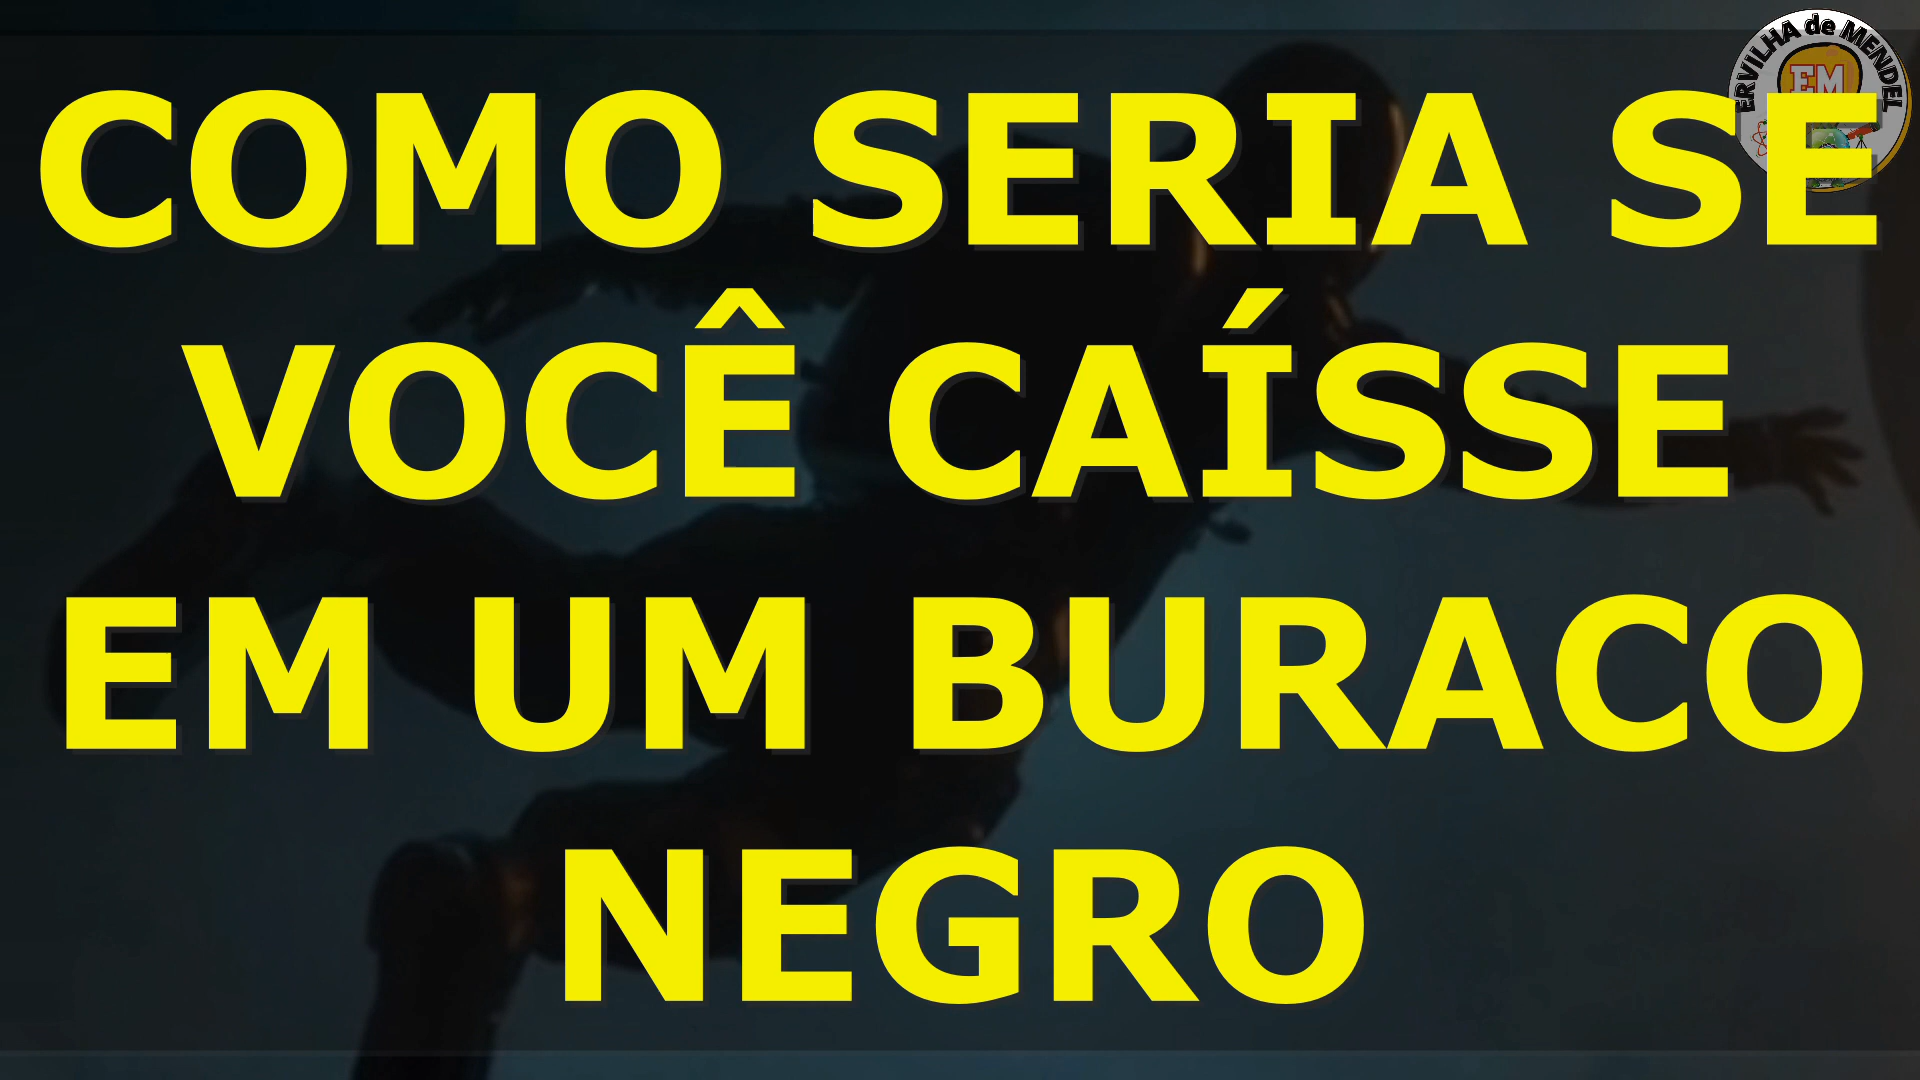 ERVILHA de MENDEL
EM
COMO SERIA SE
VOCÊ CAÍSSE
EM UM BURACO
NEGRO